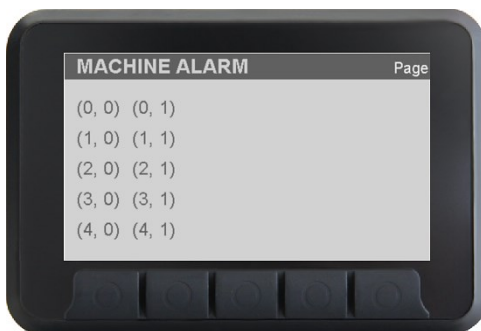 MACHINE ALARM Page
(0, 0) (0, 1)
(1, 0) (1, 1)
(2, 0) (2, 1)
(3, 0) (3, 1)
(4, 0) (4, 1)